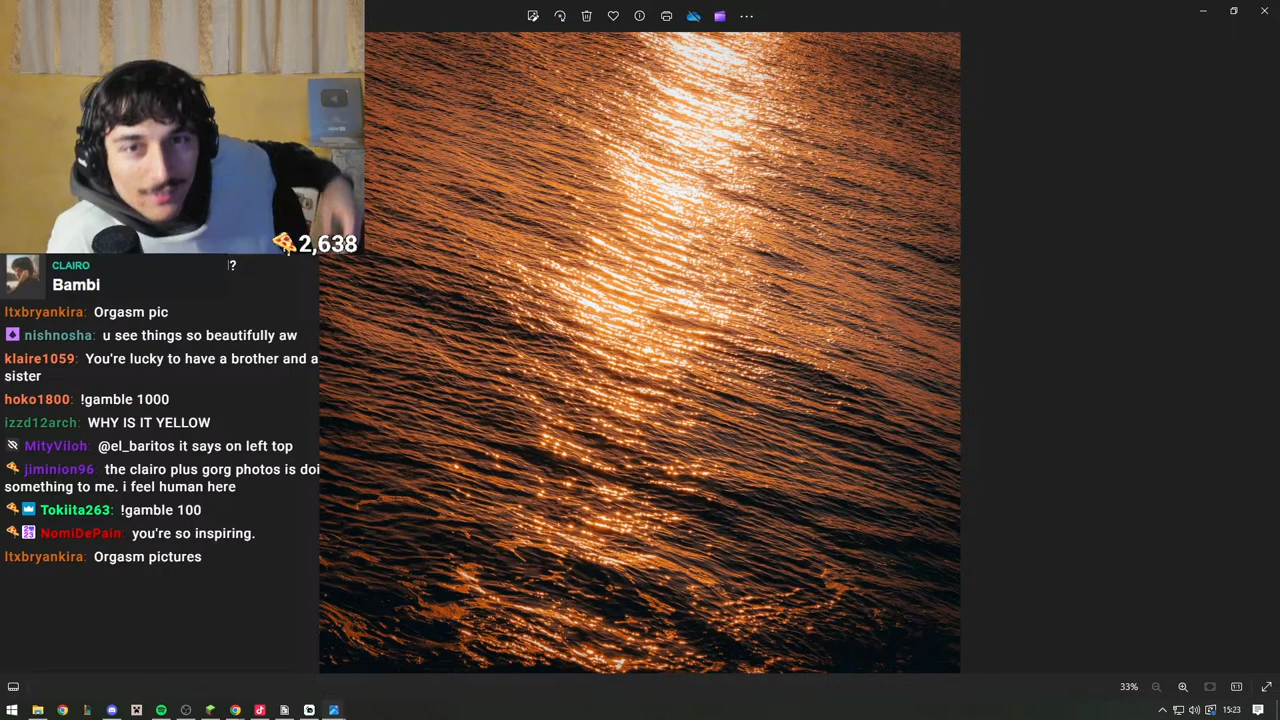 2,638
CLAIRO
?
Bambi
ltxbryankira: Orgasm pic
nishnosha: u see things so beautifully aw
klaire1059: You're lucky to have a brother and a
sister
hoko1800: !gamble 1000
izzd12arch: WHY IS IT YELLOW
MityViloh: @el_baritos it says on left top
jiminion96 the clairo plus gorg photos is doi
something to me. i feel human here
Tokiita263: !gamble 100
NomiDePain: you're so inspiring.
ltxbryankira: Orgasm pictures
33%
15:23